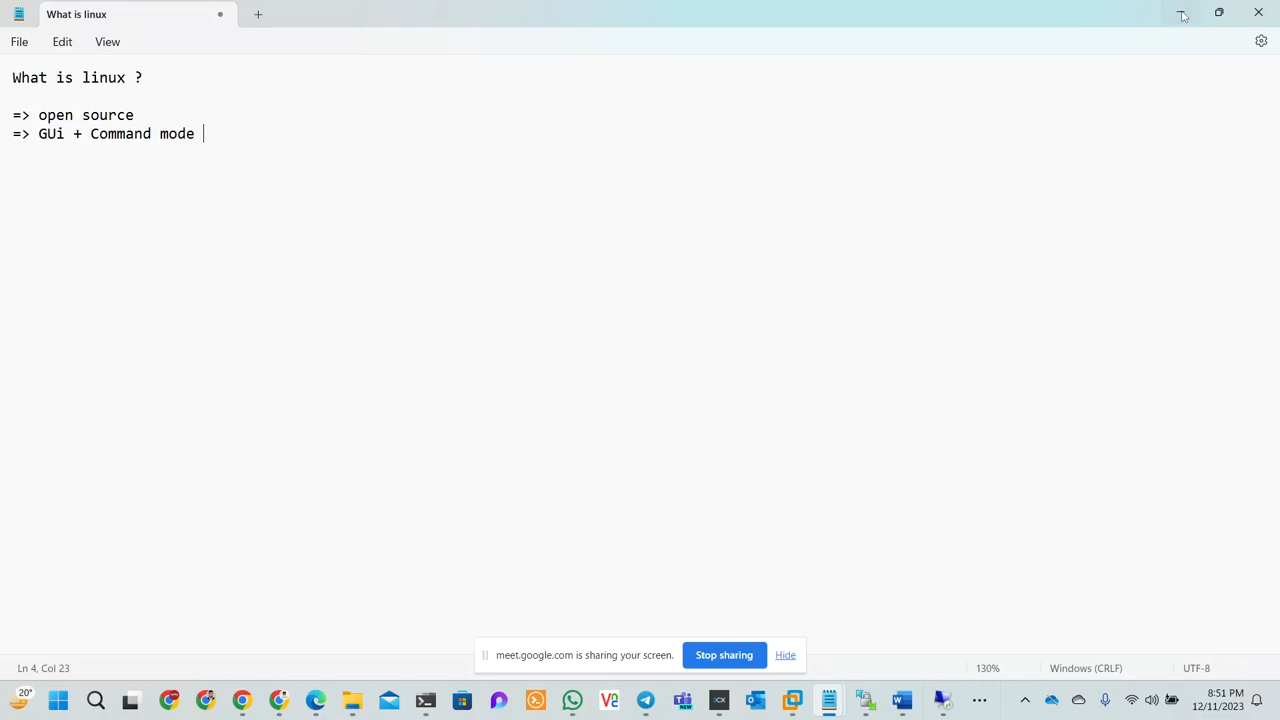 What is linux
File Edit View
What is linux ?
=> open source
=> GUi + Command mode
meet.google.com is sharing your screen. Stop sharing Hide
Ln 4, Col 23 130% Windows (CRLF) UTF-8
20°
NEW
8:51 PM
12/11/2023